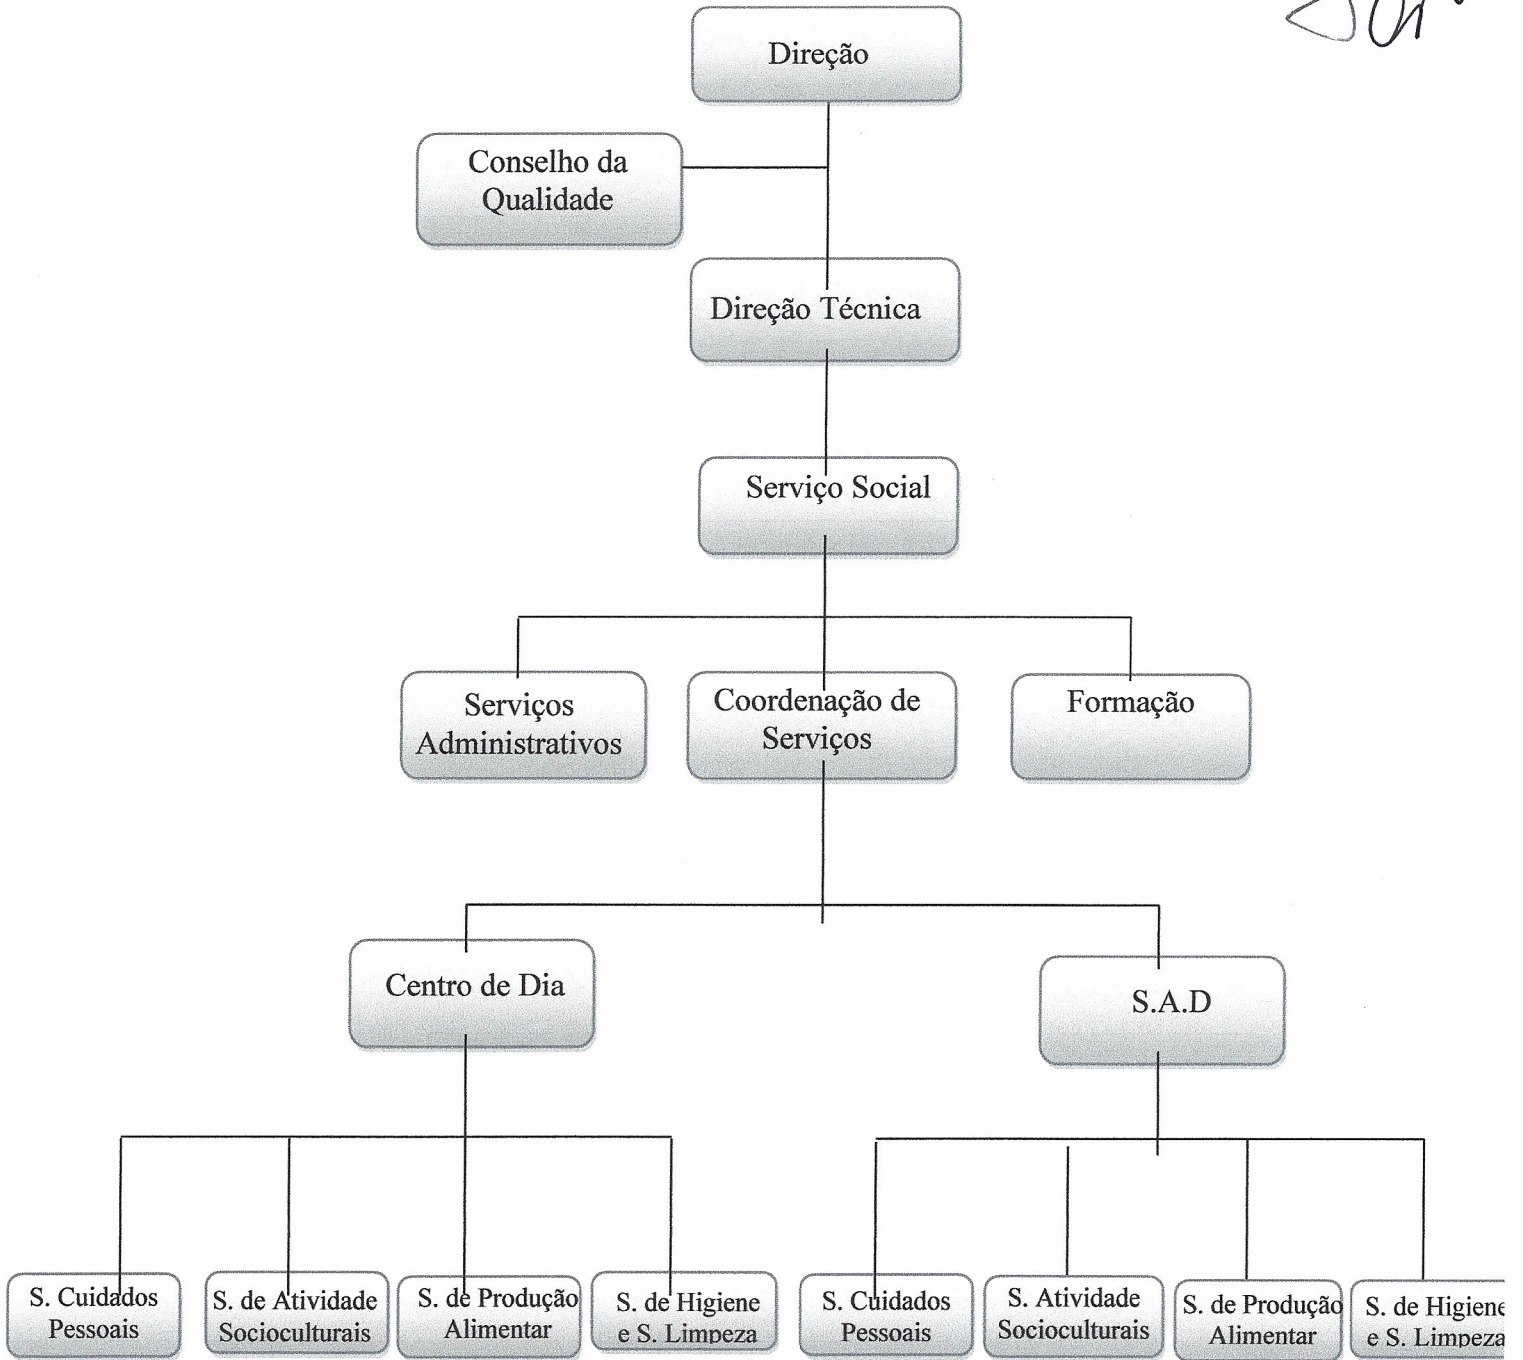 Direção
Conselho da
Qualidade
Direção Técnica
Serviço Social
Serviços
Administrativos
Coordenação de
Serviços
Formação
Centro de Dia
S.A.D
S. Cuidados
Pessoais
S. de Atividade
Socioculturais
S. de Produção
Alimentar
S. de Higiene
e S. Limpeza
S. Cuidados
Pessoais
S. Atividade
Socioculturais
S. de Produção
Alimentar
S. de Higiene
e S. Limpeza